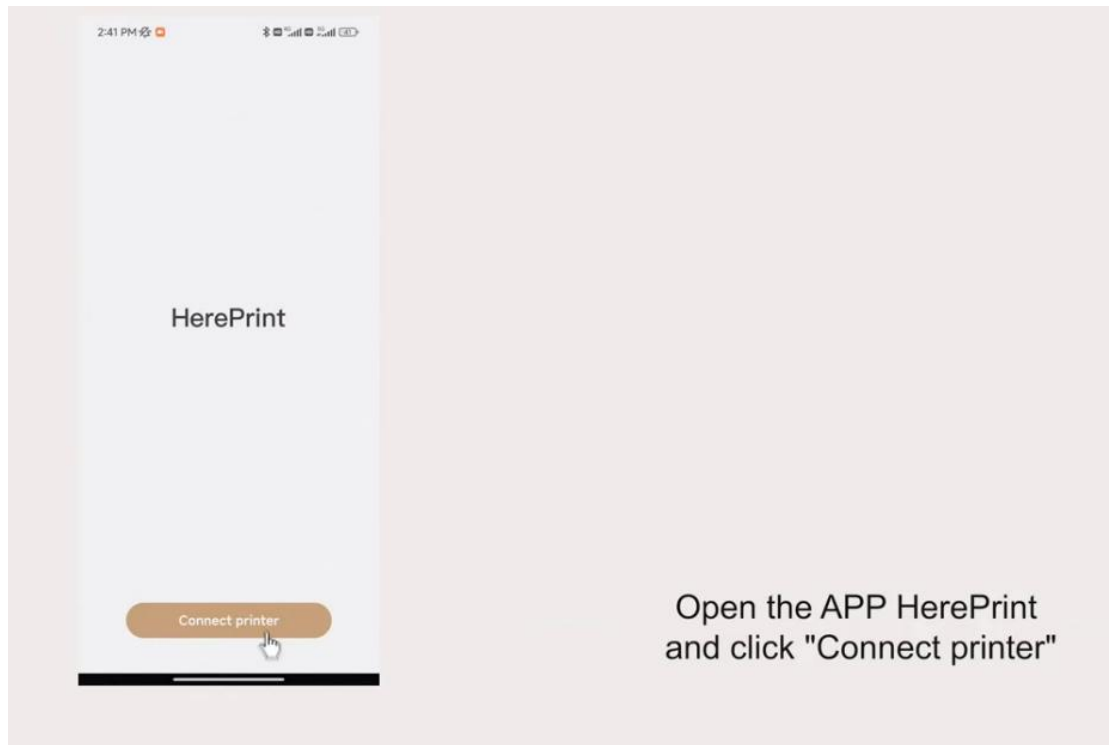 2:41 PM
HerePrint
Connect printer
Open the APP HerePrint
and click "Connect printer"